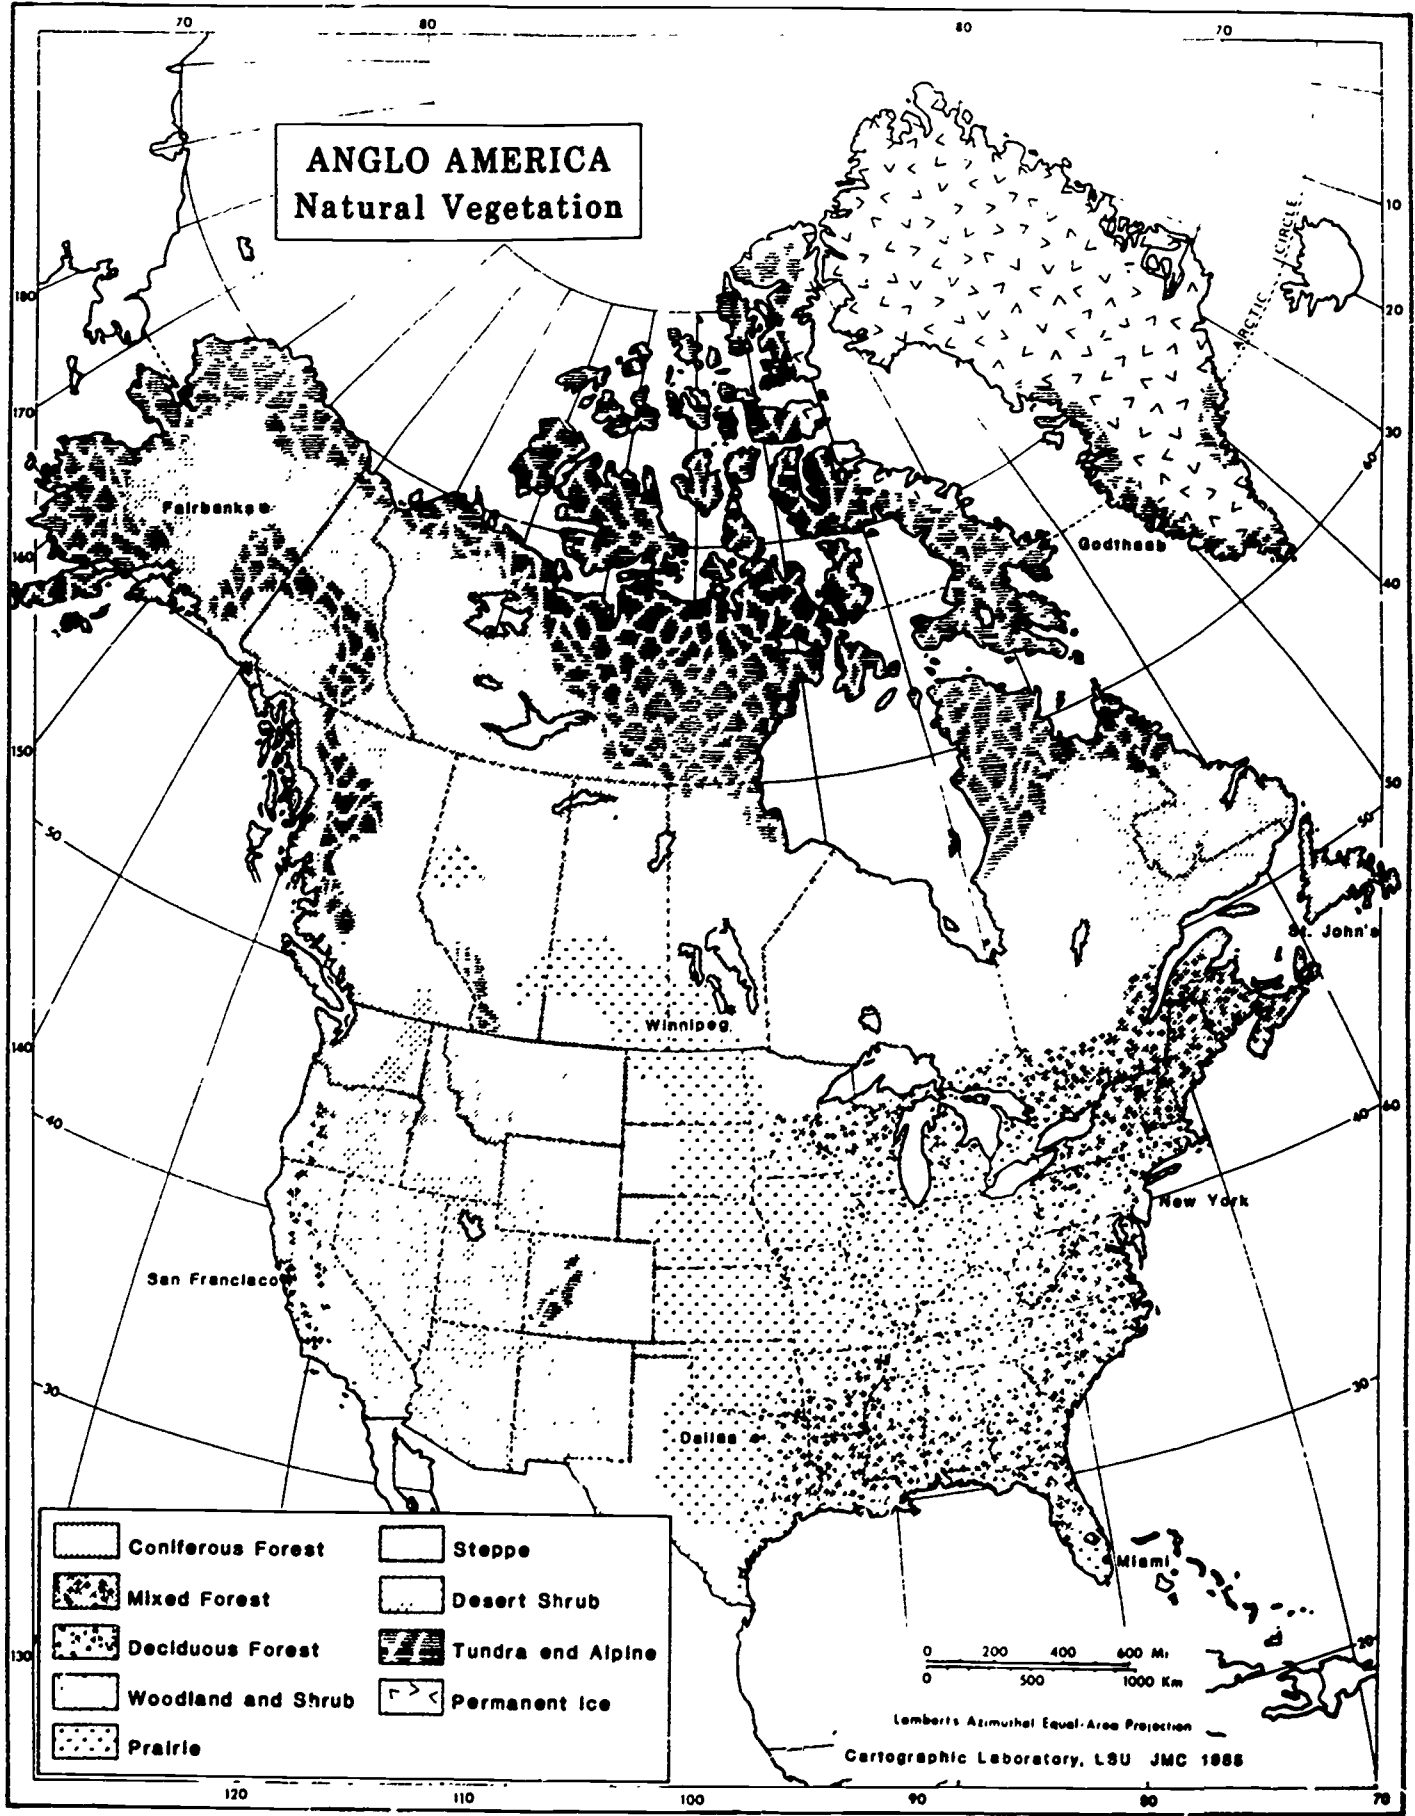 70 80 80 70
ANGLO AMERICA
Natural Vegetation
10
CIRCLE
ARCTIC
180
20
170
30
60
Fairbanks
Godthaab
160
40
150
50
50
50
St. John's
Winnipeg
140
40
40
60
New York
San Francisco
30
30
Dallas
Miami
Coniferous Forest
Steppe
Mixed Forest
Desert Shrub
Deciduous Forest
Tundra end Alpine
Woodland and Shrub
Permanent Ice
Prairie
130
20
0 200 400 600 Mi
0 500 1000 Km
Lamberts Azimuthal Equal-Area Projection
Cartographic Laboratory, LSU JMC 1985
120 110 100 90 80 70